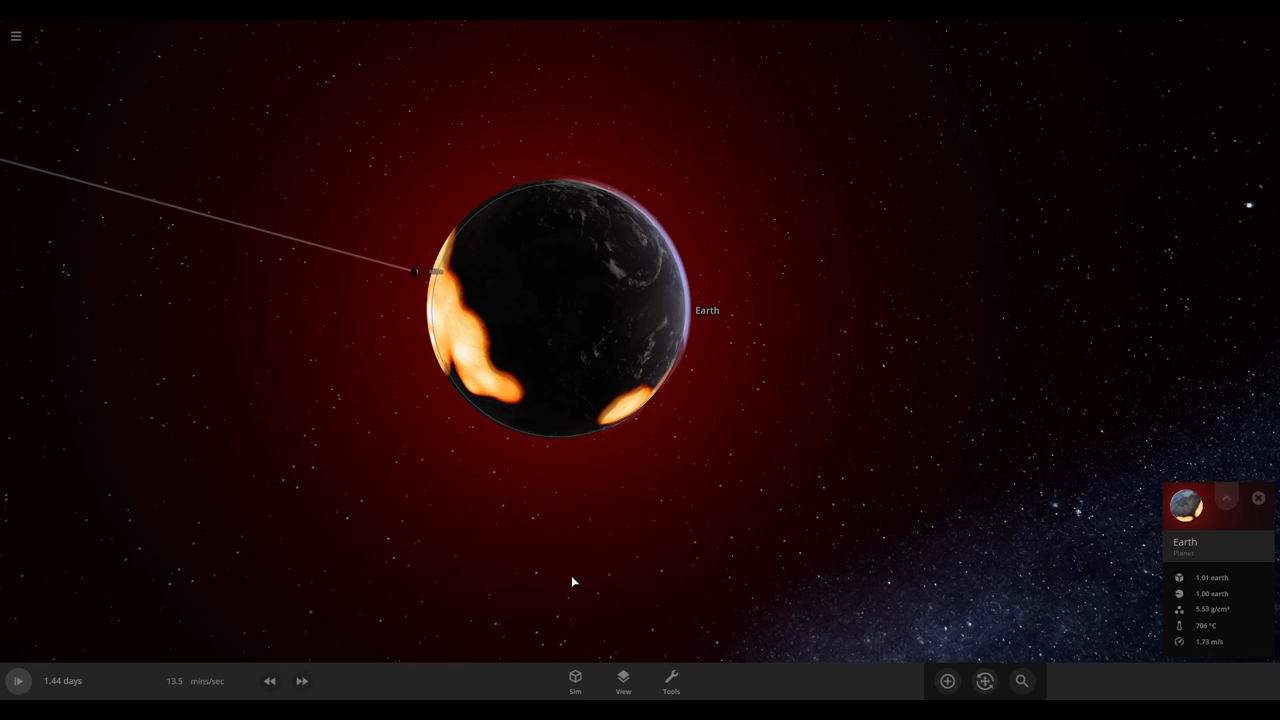 Earth
Earth
Planet
1.01 earth
1.00 earth
5.53 g/cm³
706 °C
1.73 m/s
1.44 days
13.5 mins/sec
Sim
View
Tools